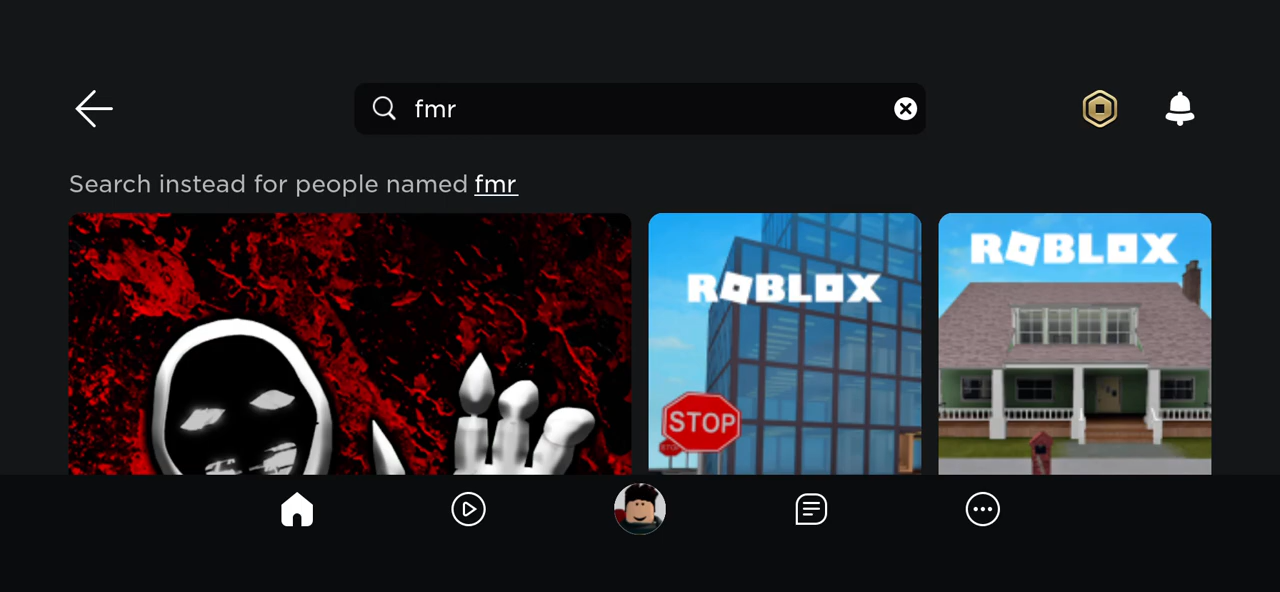 fmr
Search instead for people named fmr
ROBLOX
ROBLOX
STOP